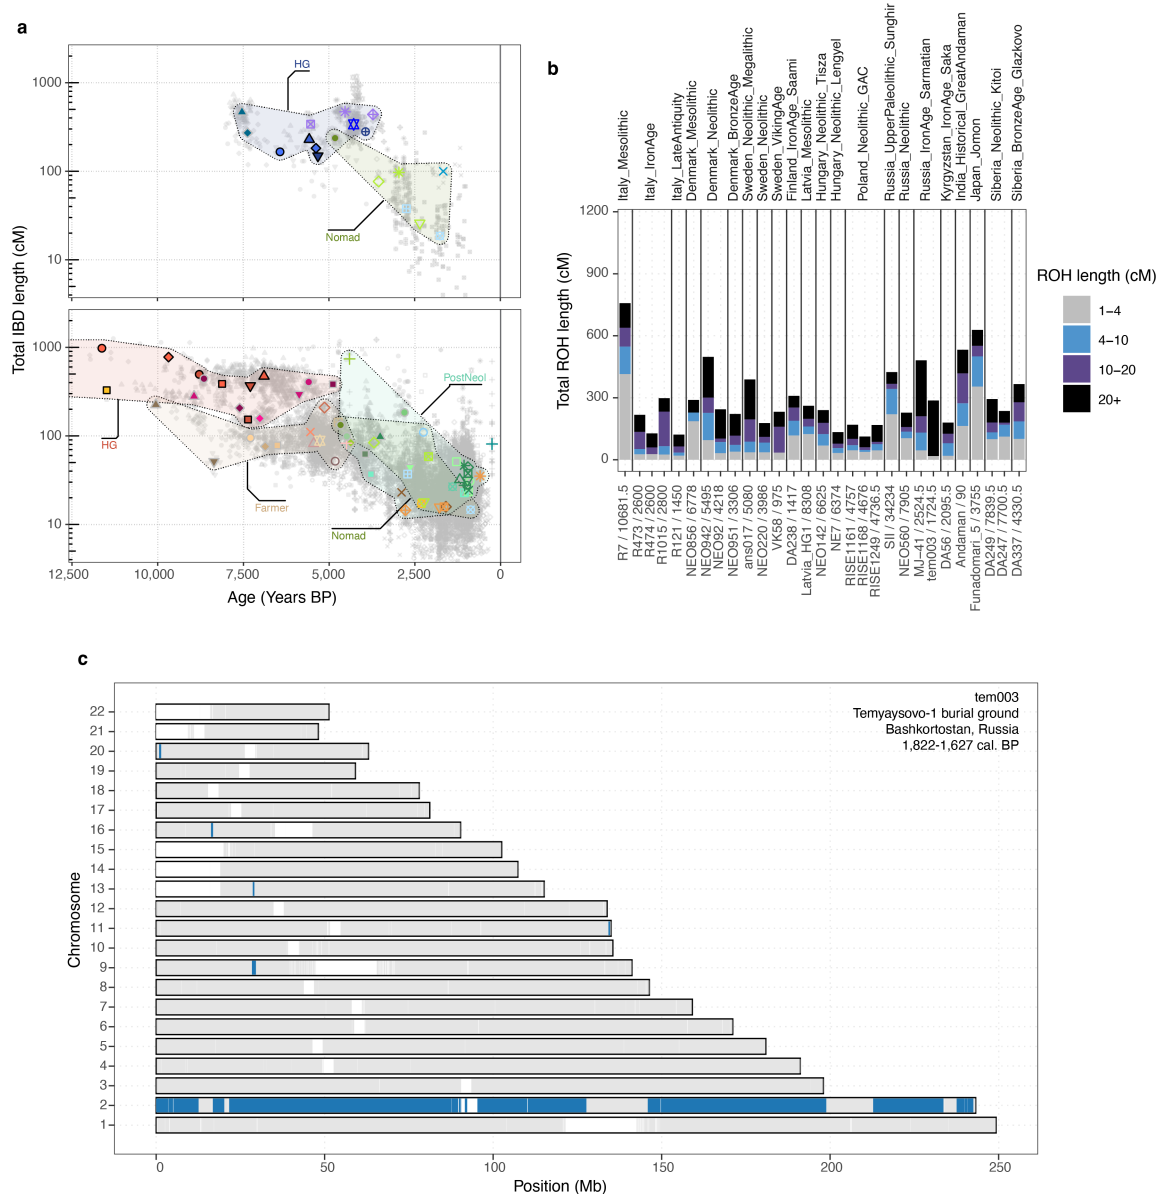 a
1000
100
10
HG
Nomad
Total IBD length (cM)
1000
100
10
HG
Farmer
Nomad
PostNeol
12,500
10,000
7,500
5,000
2,500
0
Age (Years BP)
b
Italy_Mesolithic
Italy_IronAge
Italy_LateAntiquity
Denmark_Mesolithic
Denmark_Neolithic
Denmark_BronzeAge
Sweden_Neolithic_Megalithic
Sweden_Neolithic
Sweden_VikingAge
Finland_IronAge_Saami
Latvia_Mesolithic
Hungary_Neolithic_Tisza
Hungary_Neolithic_Lengyel
Poland_Neolithic_GAC
Russia_UpperPaleolithic_Sunghir
Russia_Neolithic
Russia_IronAge_Sarmatian
Kyrgyzstan_IronAge_Saka
India_Historical_GreatAndaman
Japan_Jomon
Siberia_Neolithic_Kitoi
Siberia_BronzeAge_Glazkovo
Total ROH length (cM)
1200
900
600
300
0
R7 / 10681.5
R473 / 2600
R474 / 2600
R1015 / 2800
R121 / 1450
NEO856 / 6778
NEO942 / 5495
NEO92 / 4218
NEO951 / 3306
ans017 / 5080
NEO220 / 3986
VK58 / 975
DA238 / 1417
Latvia_HG1 / 8308
NEO142 / 6625
NE7 / 6374
RISE1161 / 4757
RISE1168 / 4676
RISE1249 / 4736.5
SII / 34234
NEO560 / 7905
MJ-41 / 2524.5
tem003 / 1724.5
DA56 / 2095.5
Andaman / 90
Funadomari_5 / 3755
DA249 / 7839.5
DA247 / 7700.5
DA337 / 4330.5
ROH length (cM)
1–4
4–10
10–20
20+
c
tem003
Temyaysovo-1 burial ground
Bashkortostan, Russia
1,822-1,627 cal. BP
Chromosome
22
21
20
19
18
17
16
15
14
13
12
11
10
9
8
7
6
5
4
3
2
1
0
50
100
150
200
250
Position (Mb)